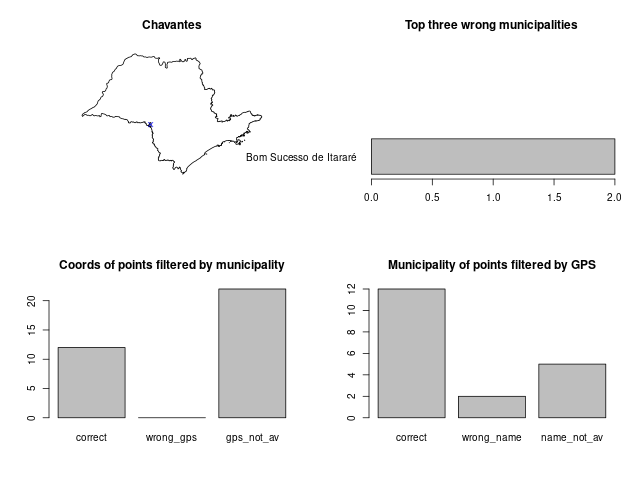 Chavantes
Top three wrong municipalities
Bom Sucesso de Itararé
0.0 0.5 1.0 1.5 2.0
Coords of points filtered by municipality
20
15
10
5
0
correct wrong_gps gps_not_av
Municipality of points filtered by GPS
12
10
8
6
4
2
0
correct wrong_name name_not_av